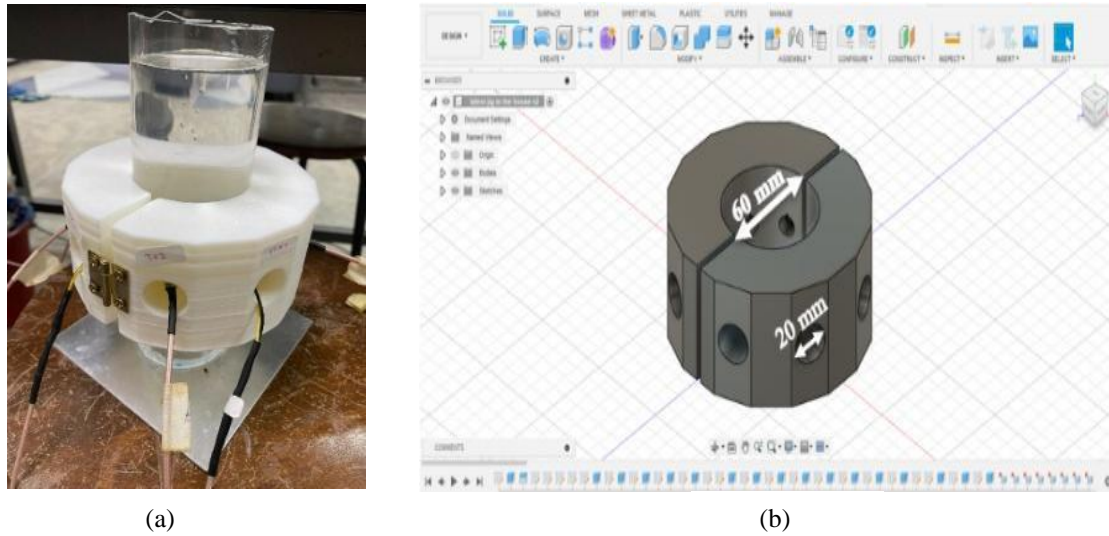 SOLID SURFACE MESH SHEET METAL PLASTIC UTILITIES MANAGE
DESIGN
CREATE MODIFY ASSEMBLE CONFIGURE CONSTRUCT INSPECT INSERT SELECT
BROWSER
Document Settings
Named Views
Origin
Bodies
Sketches
60 mm
20 mm
COMMENTS
(a) (b)